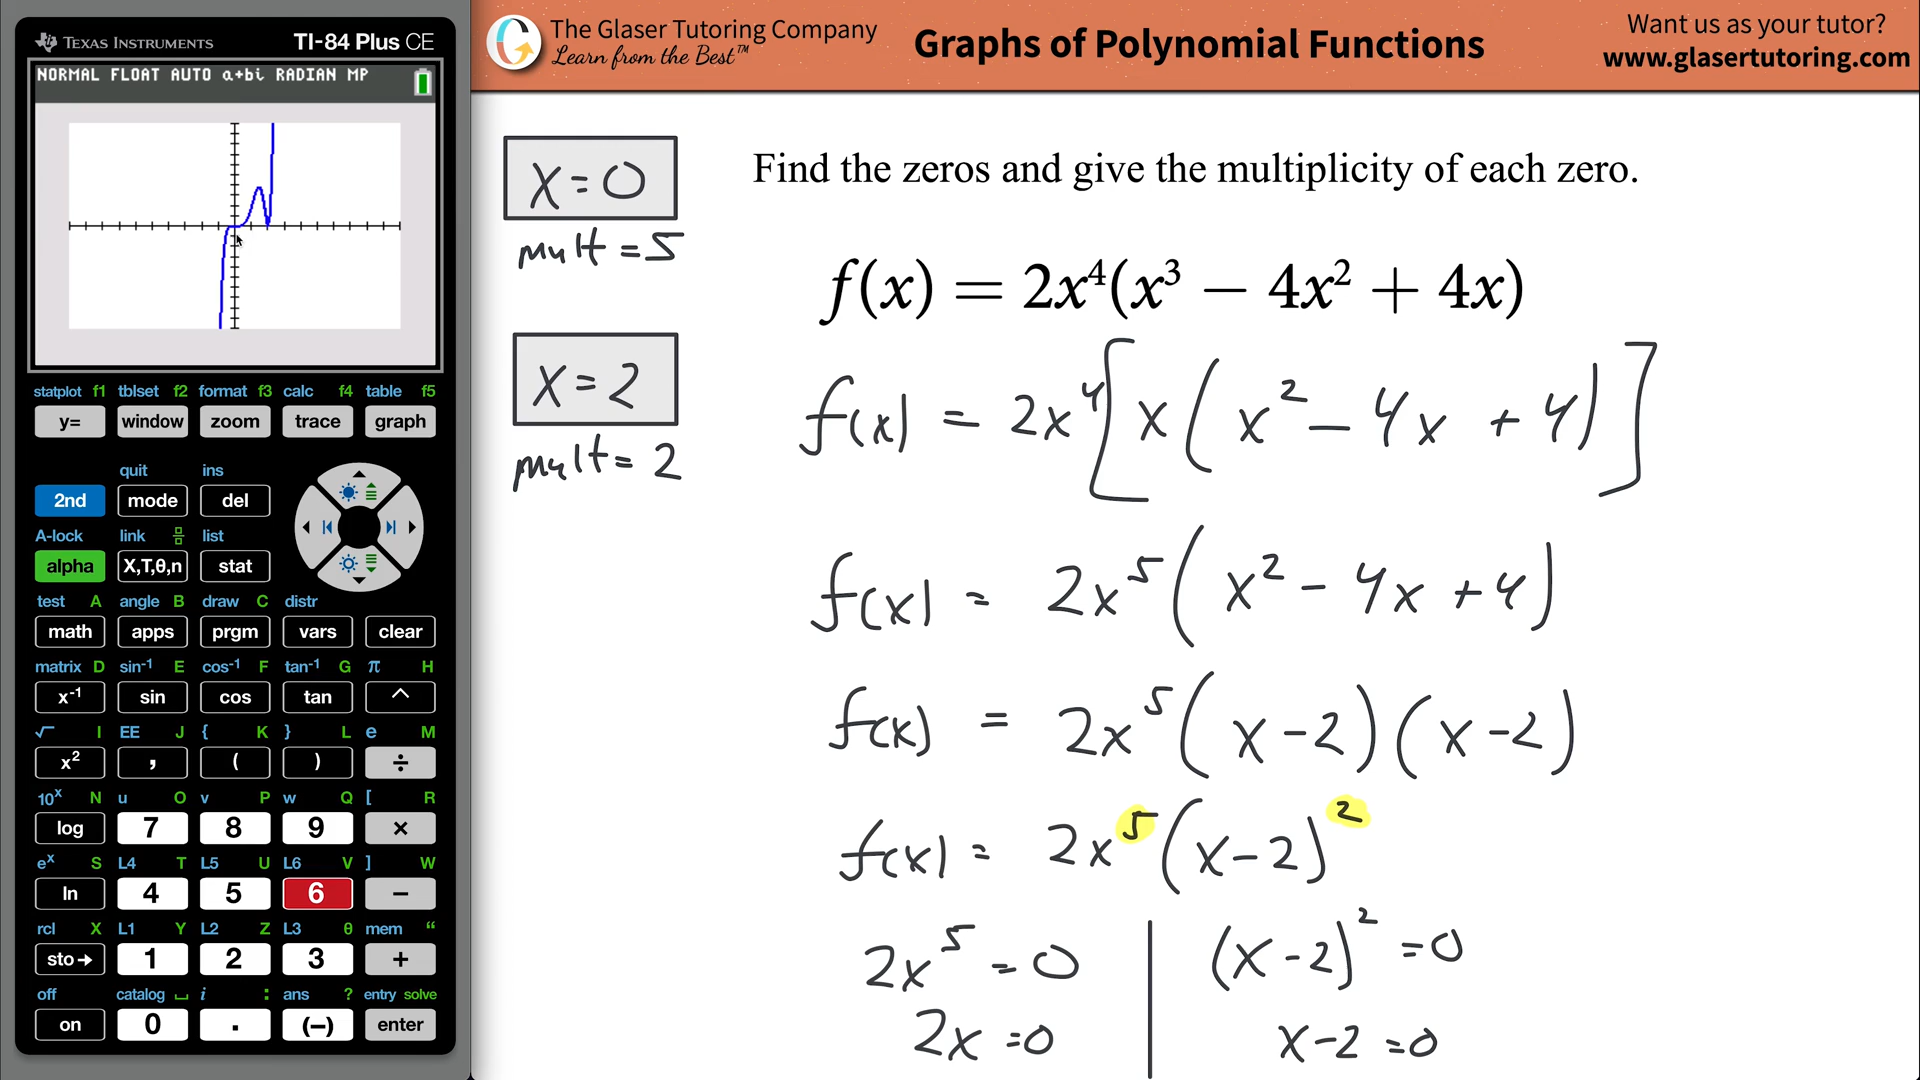 The Glaser Tutoring Company
Learn from the Best™
Graphs of Polynomial Functions
Want us as your tutor?
www.glasertutoring.com
TEXAS INSTRUMENTS TI-84 Plus CE
NORMAL FLOAT AUTO a+bi RADIAN MP
statplot f1 tblset f2 format f3 calc f4 table f5
y= window zoom trace graph
quit ins
2nd mode del
A-lock link list
alpha X,T,θ,n stat
test A angle B draw C distr
math apps prgm vars clear
matrix D sin⁻¹ E cos⁻¹ F tan⁻¹ G π H
x⁻¹ sin cos tan ^
√ I EE J { K } L e M
x² , ( ) ÷
10ˣ N u O v P w Q [ R
log 7 8 9 ×
eˣ S L4 T L5 U L6 V ] W
ln 4 5 6 −
rcl X L1 Y L2 Z L3 θ mem “
sto→ 1 2 3 +
off catalog ⎵ i : ans ? entry solve
on 0 . (−) enter
x=0
mult=5
x=2
mult=2
Find the zeros and give the multiplicity of each zero.
f(x) = 2x⁴(x³ − 4x² + 4x)
f(x) = 2x⁴[x(x² − 4x + 4)]
f(x) = 2x⁵(x² − 4x + 4)
f(x) = 2x⁵(x−2)(x−2)
f(x) = 2x⁵(x−2)²
2x⁵ = 0 (x−2)² = 0
2x = 0 x−2 = 0